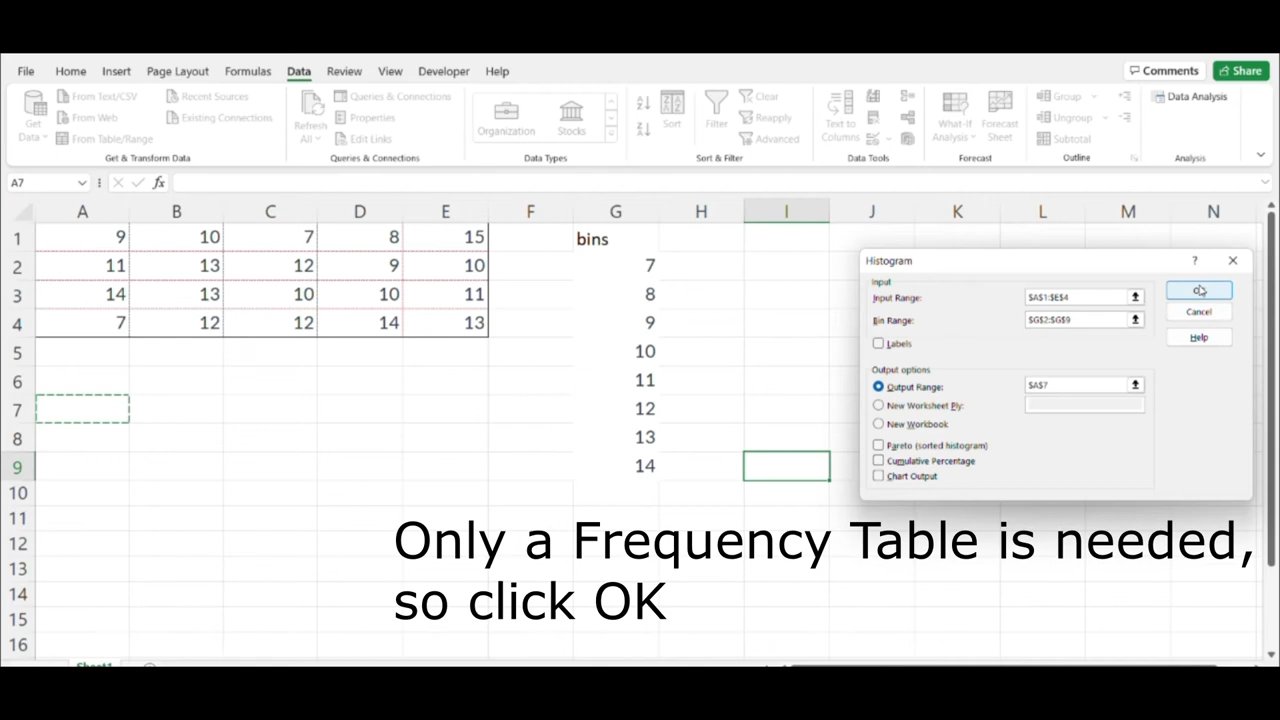 File Home Insert Page Layout Formulas Data Review View Developer Help Comments Share
Get Data From Text/CSV Recent Sources Refresh All Queries & Connections Organization Stocks Sort Filter Clear Text to Columns What-If Analysis Forecast Sheet Group Data Analysis
From Web Existing Connections Properties Reapply Ungroup
From Table/Range Edit Links Advanced Subtotal
Get & Transform Data Queries & Connections Data Types Sort & Filter Data Tools Forecast Outline Analysis
A7 fx
A B C D E F G H I J K L M N
1 9 10 7 8 15 bins
2 11 13 12 9 10 7
3 14 13 10 10 11 8
4 7 12 12 14 13 9
5 10
6 11
7 12
8 13
9 14
10
11
12
13
14
15
16
Histogram ?
Input
Input Range: $A$1:$E$4
Bin Range: $G$2:$G$9 Cancel
Labels Help
Output options
Output Range: $A$7
New Worksheet Ply:
New Workbook
Pareto (sorted histogram)
Cumulative Percentage
Chart Output
Only a Frequency Table is needed,
so click OK
Sheet1